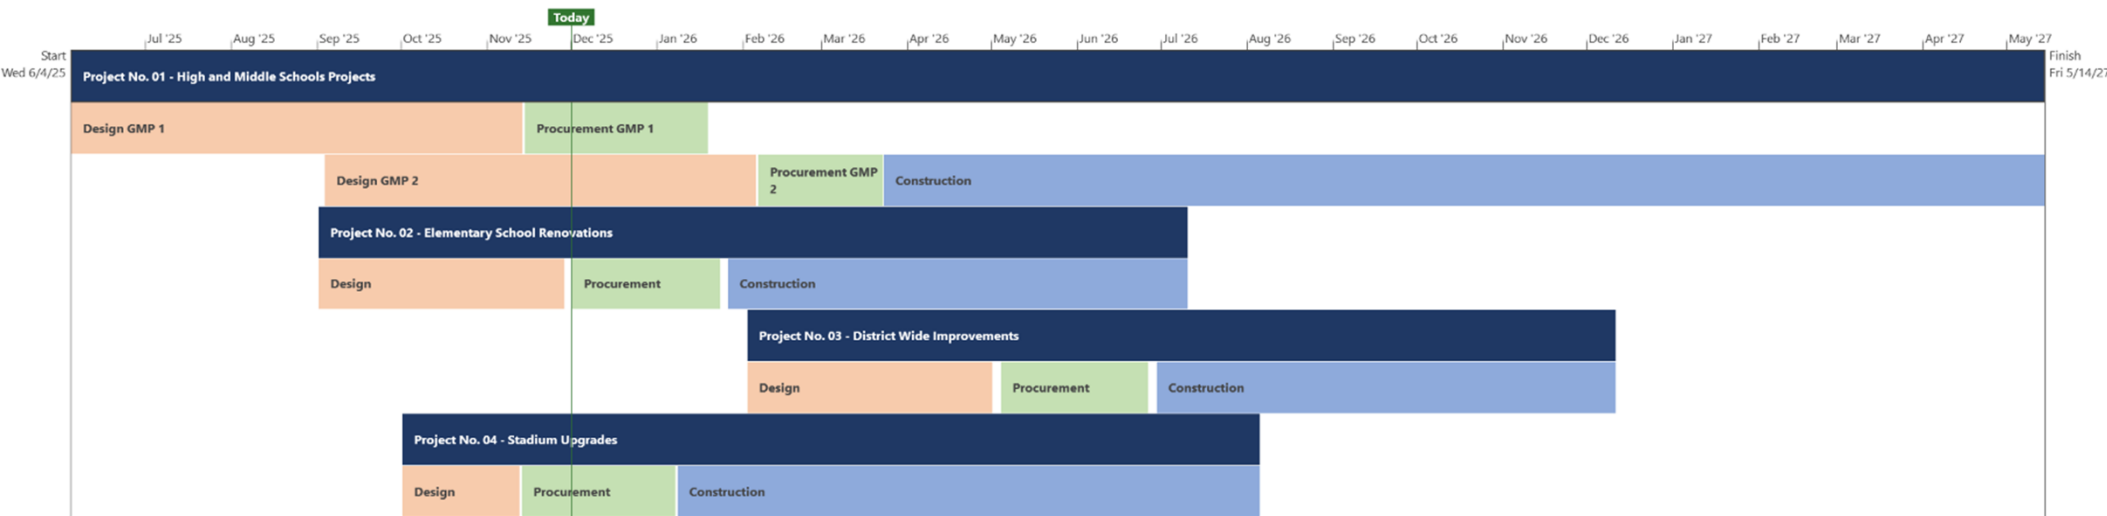 Today
Jul '25 Aug '25 Sep '25 Oct '25 Nov '25 Dec '25 Jan '26 Feb '26 Mar '26 Apr '26 May '26 Jun '26 Jul '26 Aug '26 Sep '26 Oct '26 Nov '26 Dec '26 Jan '27 Feb '27 Mar '27 Apr '27 May '27
Start
Wed 6/4/25
Finish
Fri 5/14/27
Project No. 01 - High and Middle Schools Projects
Design GMP 1
Procurement GMP 1
Design GMP 2
Procurement GMP
2
Construction
Project No. 02 - Elementary School Renovations
Design
Procurement
Construction
Project No. 03 - District Wide Improvements
Design
Procurement
Construction
Project No. 04 - Stadium Upgrades
Design
Procurement
Construction